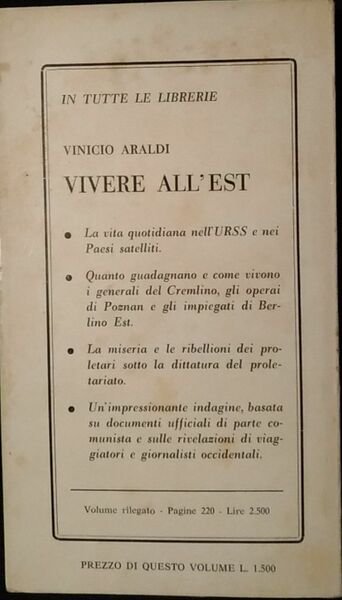 IN TUTTE LE LIBRERIE
VINICIO ARALDI
VIVERE ALL'EST
• La vita quotidiana nell'URSS e nei
Paesi satelliti.
• Quanto guadagnano e come vivono
i generali del Cremlino, gli operai
di Poznan e gli impiegati di Ber-
lino Est.
• La miseria e le ribellioni dei pro-
letari sotto la dittatura del prole-
tariato.
• Un'impressionante indagine, basata
su documenti ufficiali di parte co-
munista e sulle rivelazioni di viag-
giatori e giornalisti occidentali.
Volume rilegato - Pagine 220 - Lire 2.500
PREZZO DI QUESTO VOLUME L. 1.500